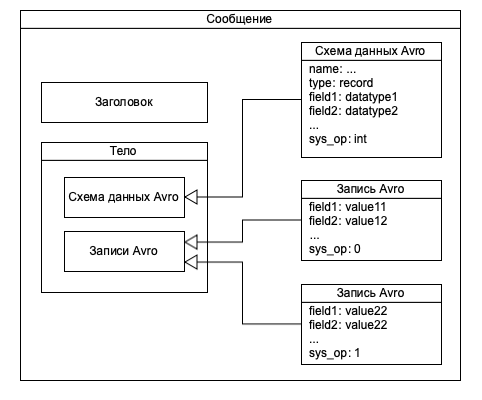 Сообщение
Заголовок
Тело
Схема данных Avro
Записи Avro
Схема данных Avro
name: ...
type: record
field1: datatype1
field2: datatype2
...
sys_op: int
Запись Avro
field1: value11
field2: value12
...
sys_op: 0
Запись Avro
field1: value22
field2: value22
...
sys_op: 1